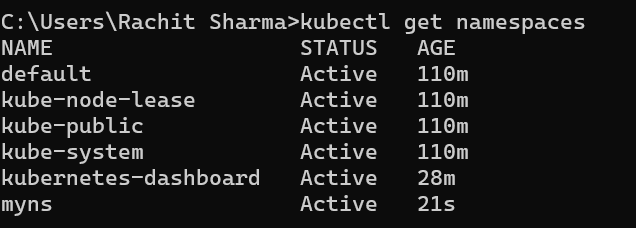 C:\Users\Rachit Sharma>kubectl get namespaces
NAME                   STATUS   AGE
default                Active   110m
kube-node-lease        Active   110m
kube-public            Active   110m
kube-system            Active   110m
kubernetes-dashboard   Active   28m
myns                   Active   21s